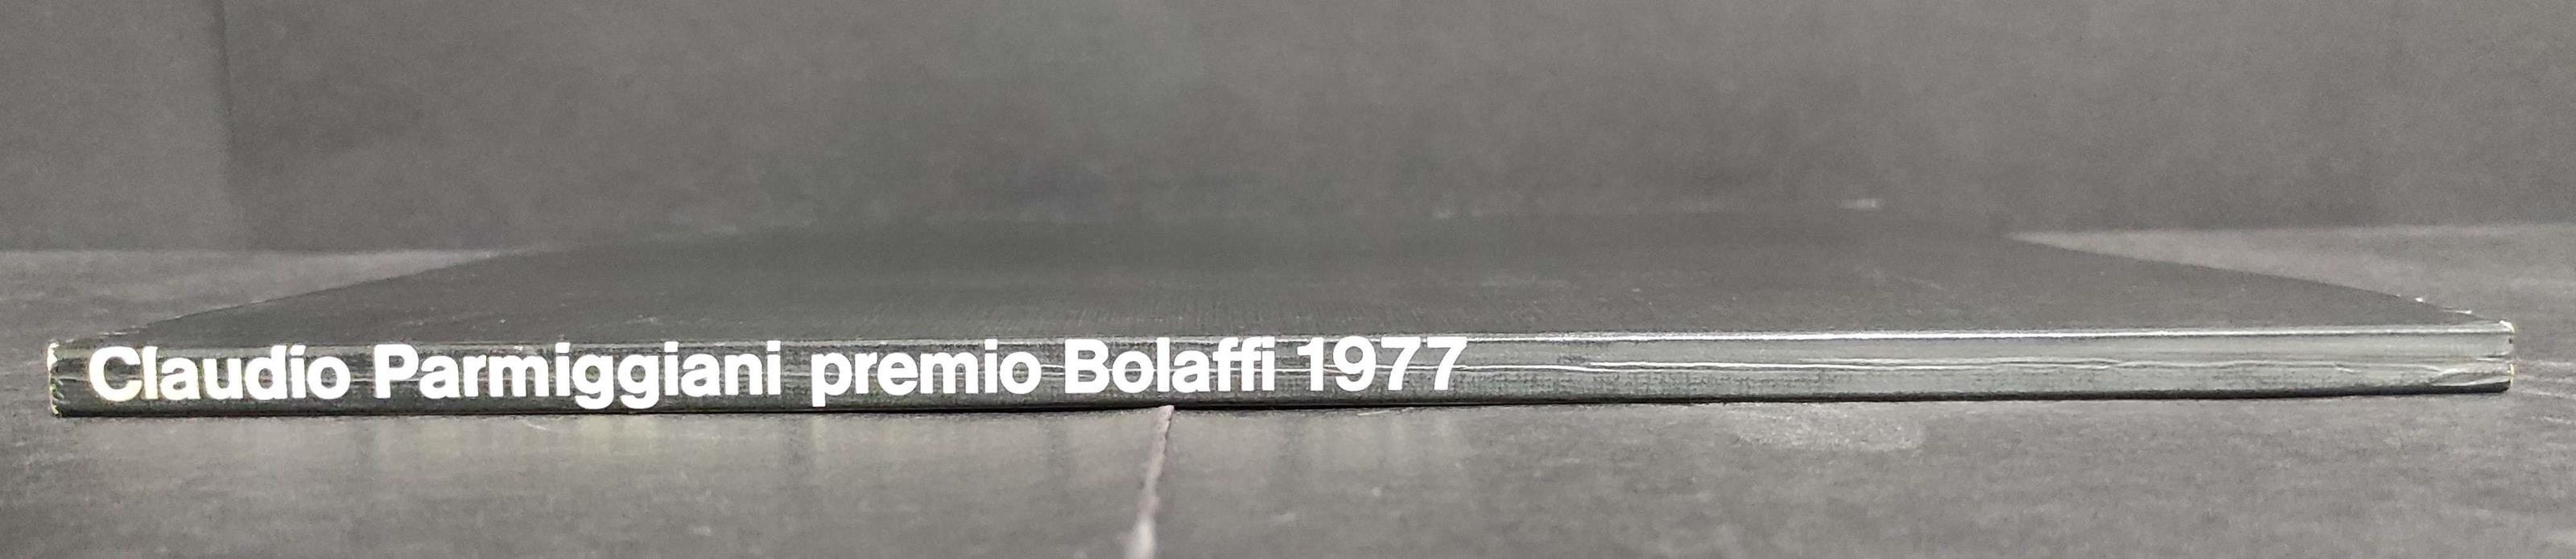 Claudio Parmiggiani premio Bolaffi 1977